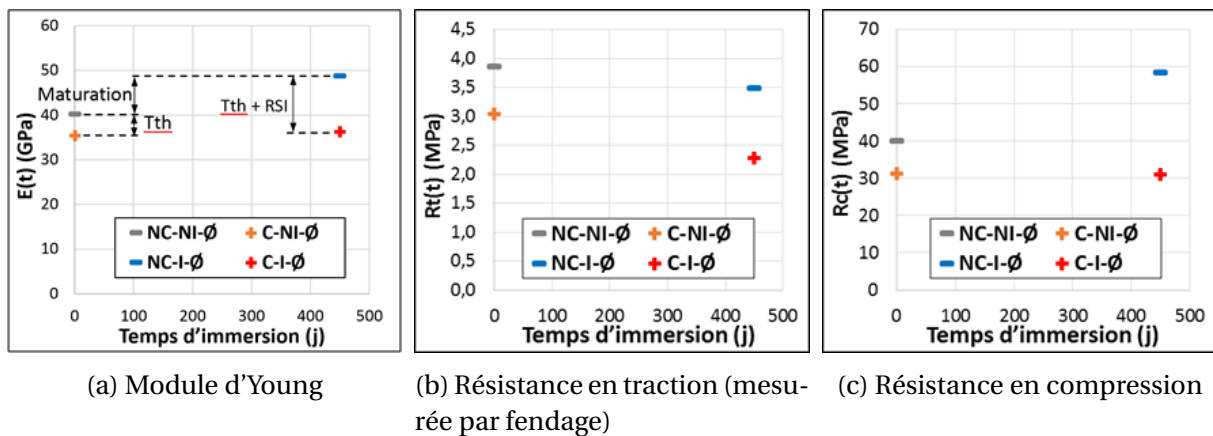 60
50
40
30
20
10
0
E(t) (GPa)
Maturation
Tth
Tth + RSI
NC-NI-Ø
C-NI-Ø
NC-I-Ø
C-I-Ø
0 100 200 300 400 500
Temps d’immersion (j)
(a) Module d’Young
4,5
4,0
3,5
3,0
2,5
2,0
1,5
1,0
0,5
0,0
Rt(t) (MPa)
NC-NI-Ø
C-NI-Ø
NC-I-Ø
C-I-Ø
0 100 200 300 400 500
Temps d’immersion (j)
(b) Résistance en traction (mesu-
rée par fendage)
70
60
50
40
30
20
10
0
Rc(t) (MPa)
NC-NI-Ø
C-NI-Ø
NC-I-Ø
C-I-Ø
0 100 200 300 400 500
Temps d’immersion (j)
(c) Résistance en compression